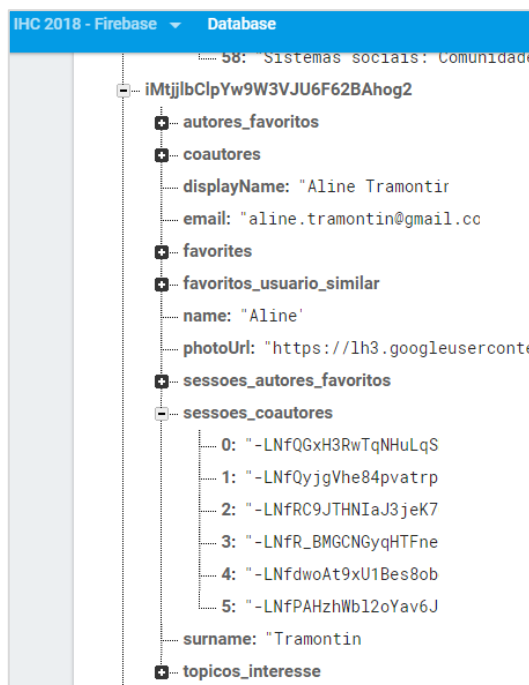 IHC 2018 - Firebase Database
58: "Sistemas sociais: Comunidade
iMtjjlbClpYw9W3VJU6F62BAhog2
autores_favoritos
coautores
displayName: "Aline Tramontin
email: "aline.tramontin@gmail.co
favorites
favoritos_usuario_similar
name: "Aline"
photoUrl: "https://lh3.googleuserconte
sessoes_autores_favoritos
sessoes_coautores
0: "-LNfQGxH3RwTqNHuLqS
1: "-LNfQyjgVhe84pvatrp
2: "-LNfRC9JTHNIaJ3jeK7
3: "-LNfR_BMGCNGyqHTFne
4: "-LNfdwoAt9xU1Bes8ob
5: "-LNfPAHzhWbl2oYav6J
surname: "Tramontin
topicos_interesse